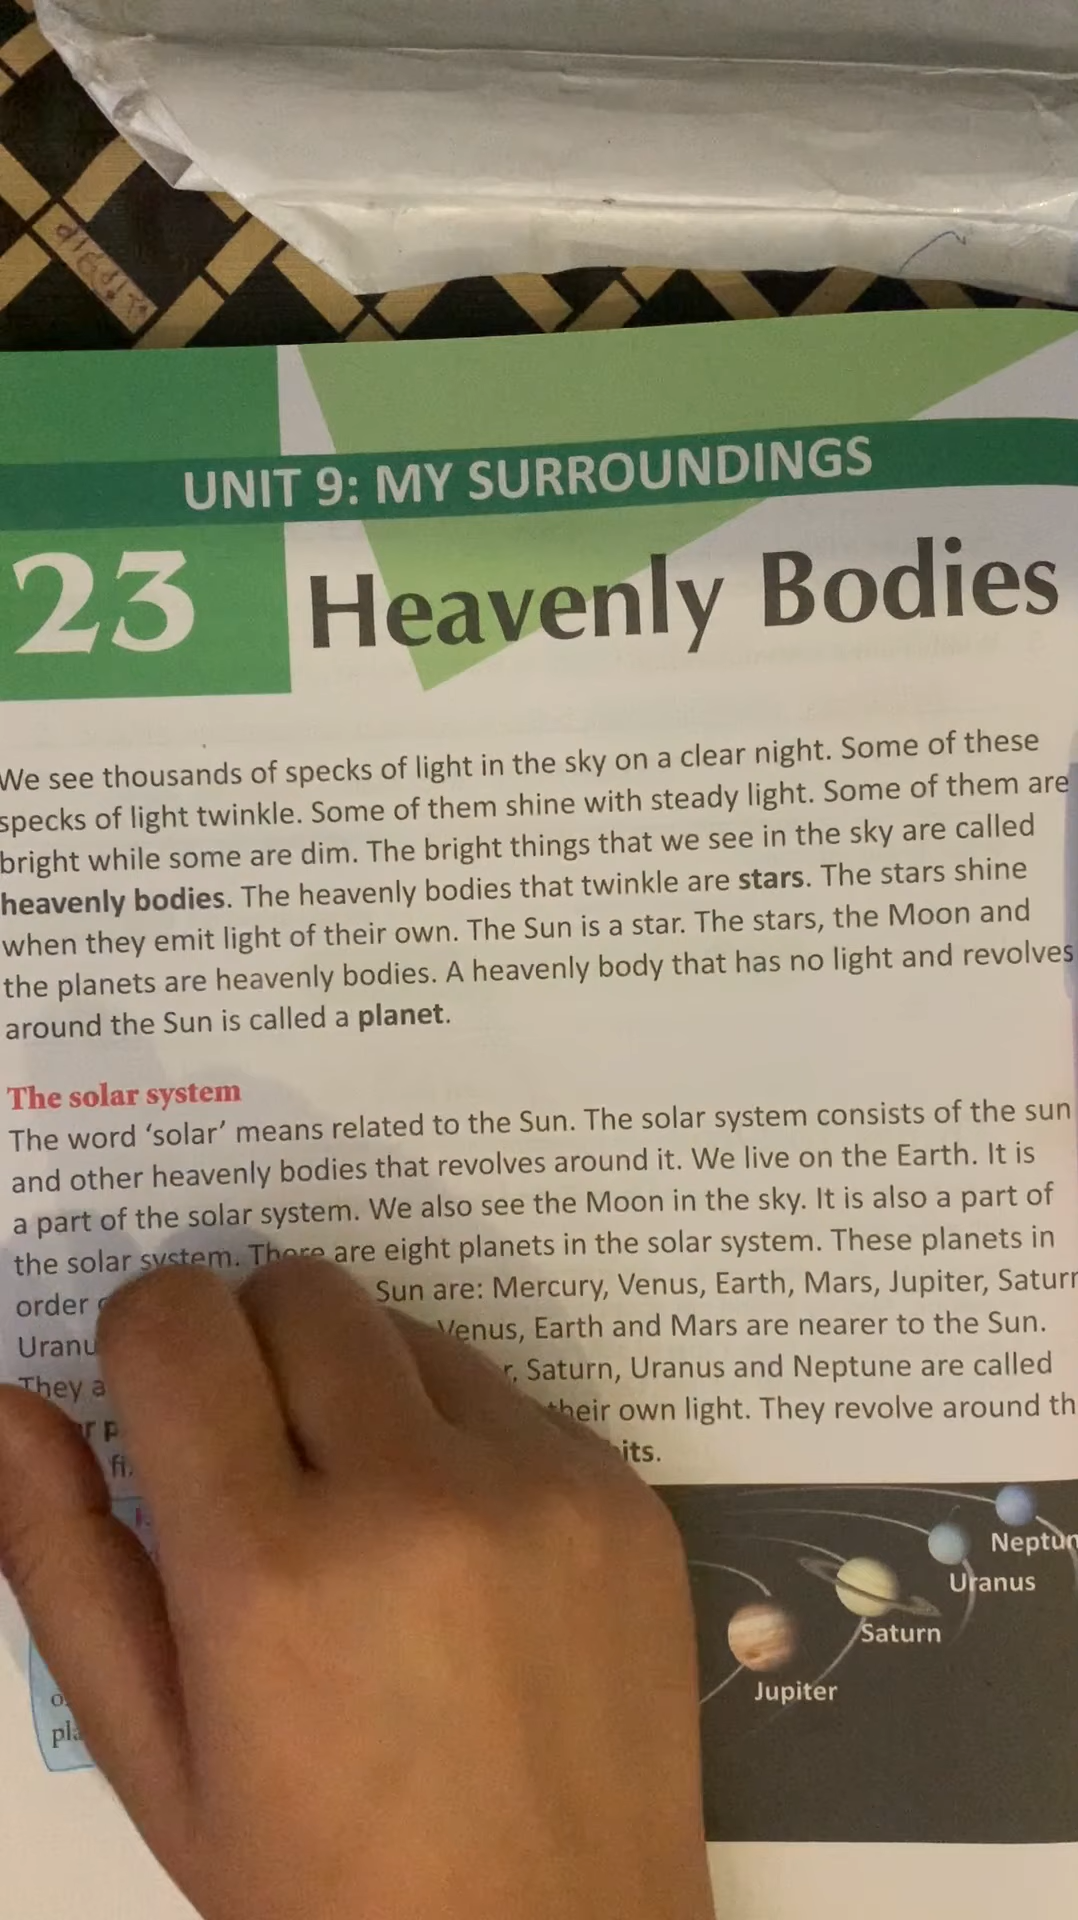 UNIT 9: MY SURROUNDINGS
23 Heavenly Bodies
We see thousands of specks of light in the sky on a clear night. Some of these
specks of light twinkle. Some of them shine with steady light. Some of them are
bright while some are dim. The bright things that we see in the sky are called
heavenly bodies. The heavenly bodies that twinkle are stars. The stars shine
when they emit light of their own. The Sun is a star. The stars, the Moon and
the planets are heavenly bodies. A heavenly body that has no light and revolves
around the Sun is called a planet.
The solar system
The word ‘solar’ means related to the Sun. The solar system consists of the sun
and other heavenly bodies that revolves around it. We live on the Earth. It is
a part of the solar system. We also see the Moon in the sky. It is also a part of
the solar system. There are eight planets in the solar system. These planets in
order Sun are: Mercury, Venus, Earth, Mars, Jupiter, Saturn
Venus, Earth and Mars are nearer to the Sun.
They Saturn, Uranus and Neptune are called
their own light. They revolve around
Neptun
Uranus
Saturn
Jupiter